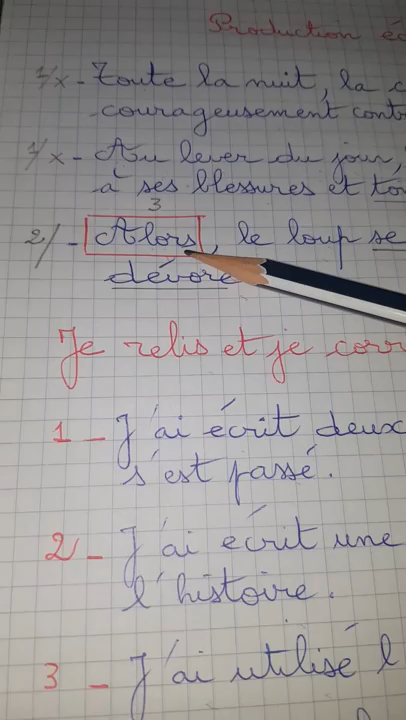 Production éc
1/x - Toute la nuit, la c
courageusement contr
1/x - Au lever du jour,
à ses blessures et tom
3
2/ - Alors, le loup se
dévore
Je relis et je corr
1 - J'ai écrit deux
s'est passé.
2 - J'ai écrit une
l'histoire.
3 - J'ai utilisé l